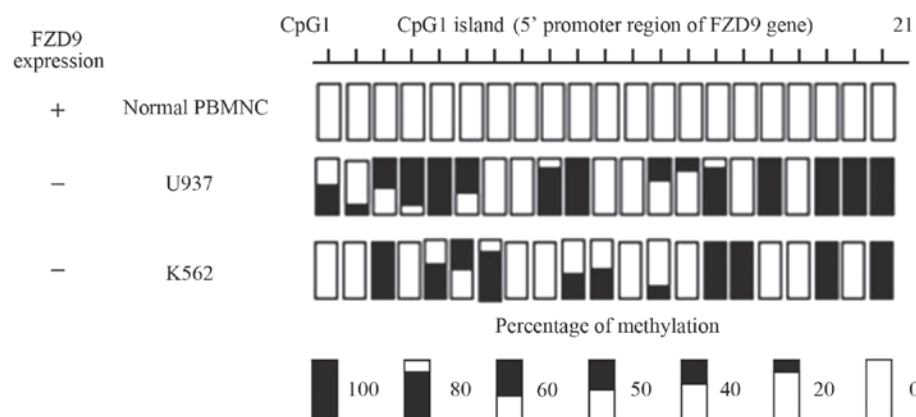 CpG1 CpG1 island (5' promoter region of FZD9 gene) 21
FZD9
expression
+ Normal PBMNC
− U937
− K562
Percentage of methylation
100 80 60 50 40 20 0